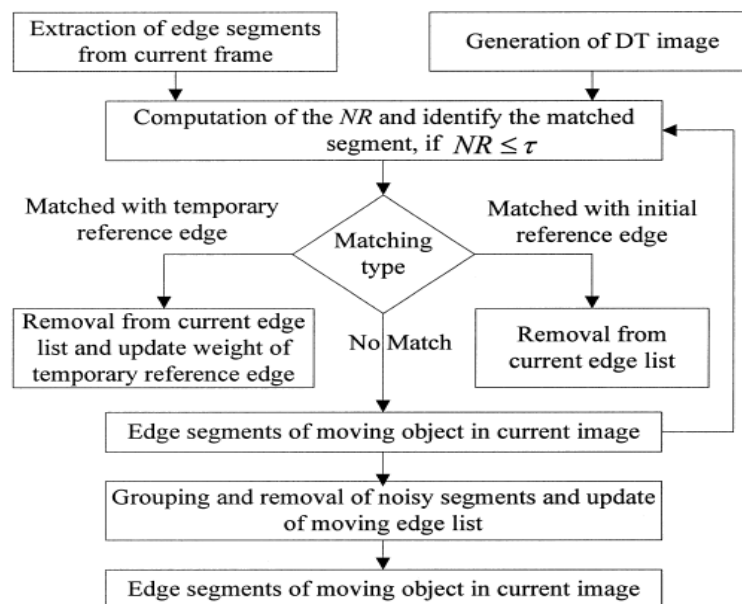 Extraction of edge segments
from current frame
Generation of DT image
Computation of the NR and identify the matched
segment, if NR ≤ τ
Matched with temporary
reference edge
Matched with initial
reference edge
Matching
type
Removal from current edge
list and update weight of
temporary reference edge
No Match
Removal from
current edge list
Edge segments of moving object in current image
Grouping and removal of noisy segments and update
of moving edge list
Edge segments of moving object in current image